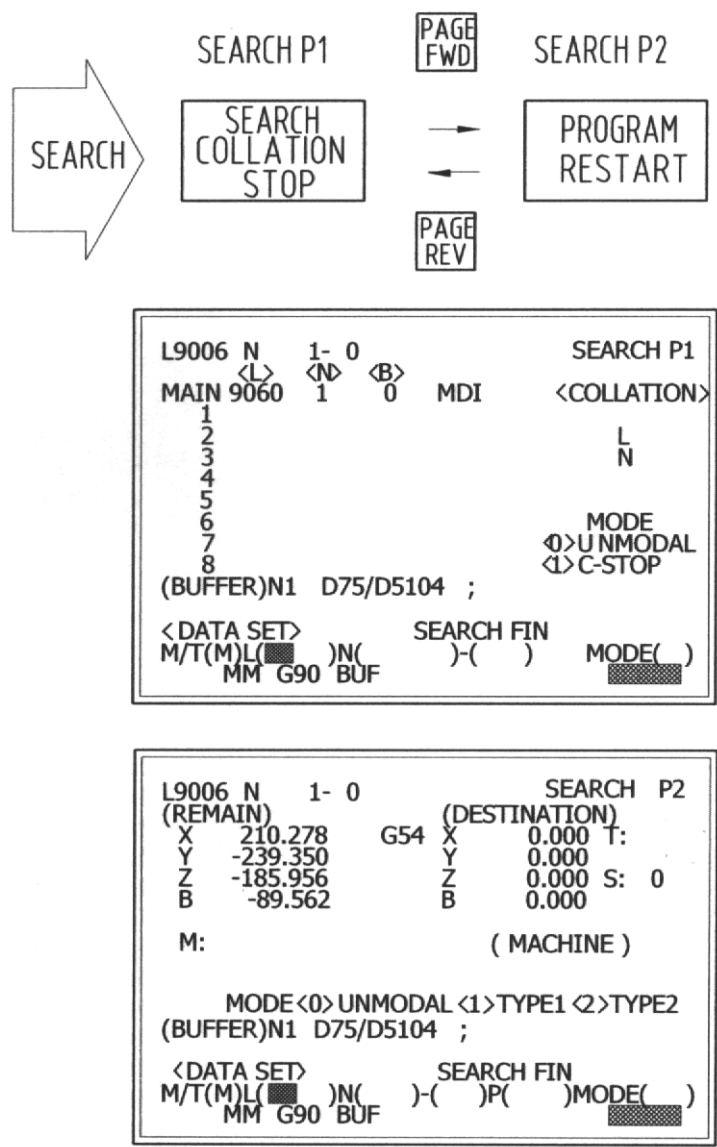 SEARCH P1 PAGE FWD SEARCH P2
SEARCH
SEARCH COLLATION STOP
PROGRAM RESTART
PAGE REV
L9006 N 1- 0 SEARCH P1
<L> <N> <B>
MAIN 9060 1 0 MDI <COLLATION>
1
2 L
3 N
4
5
6 MODE
7 <0>UNMODAL
8 <1>C-STOP
(BUFFER)N1 D75/D5104 ;
<DATA SET> SEARCH FIN
M/T(M)L( )N( )-( ) MODE( )
MM G90 BUF
L9006 N 1- 0 SEARCH P2
(REMAIN) (DESTINATION)
X 210.278 G54 X 0.000 T:
Y -239.350 Y 0.000
Z -185.956 Z 0.000 S: 0
B -89.562 B 0.000
M: ( MACHINE )
MODE<0>UNMODAL<1>TYPE1<2>TYPE2
(BUFFER)N1 D75/D5104 ;
<DATA SET> SEARCH FIN
M/T(M)L( )N( )-( )P( )MODE( )
MM G90 BUF